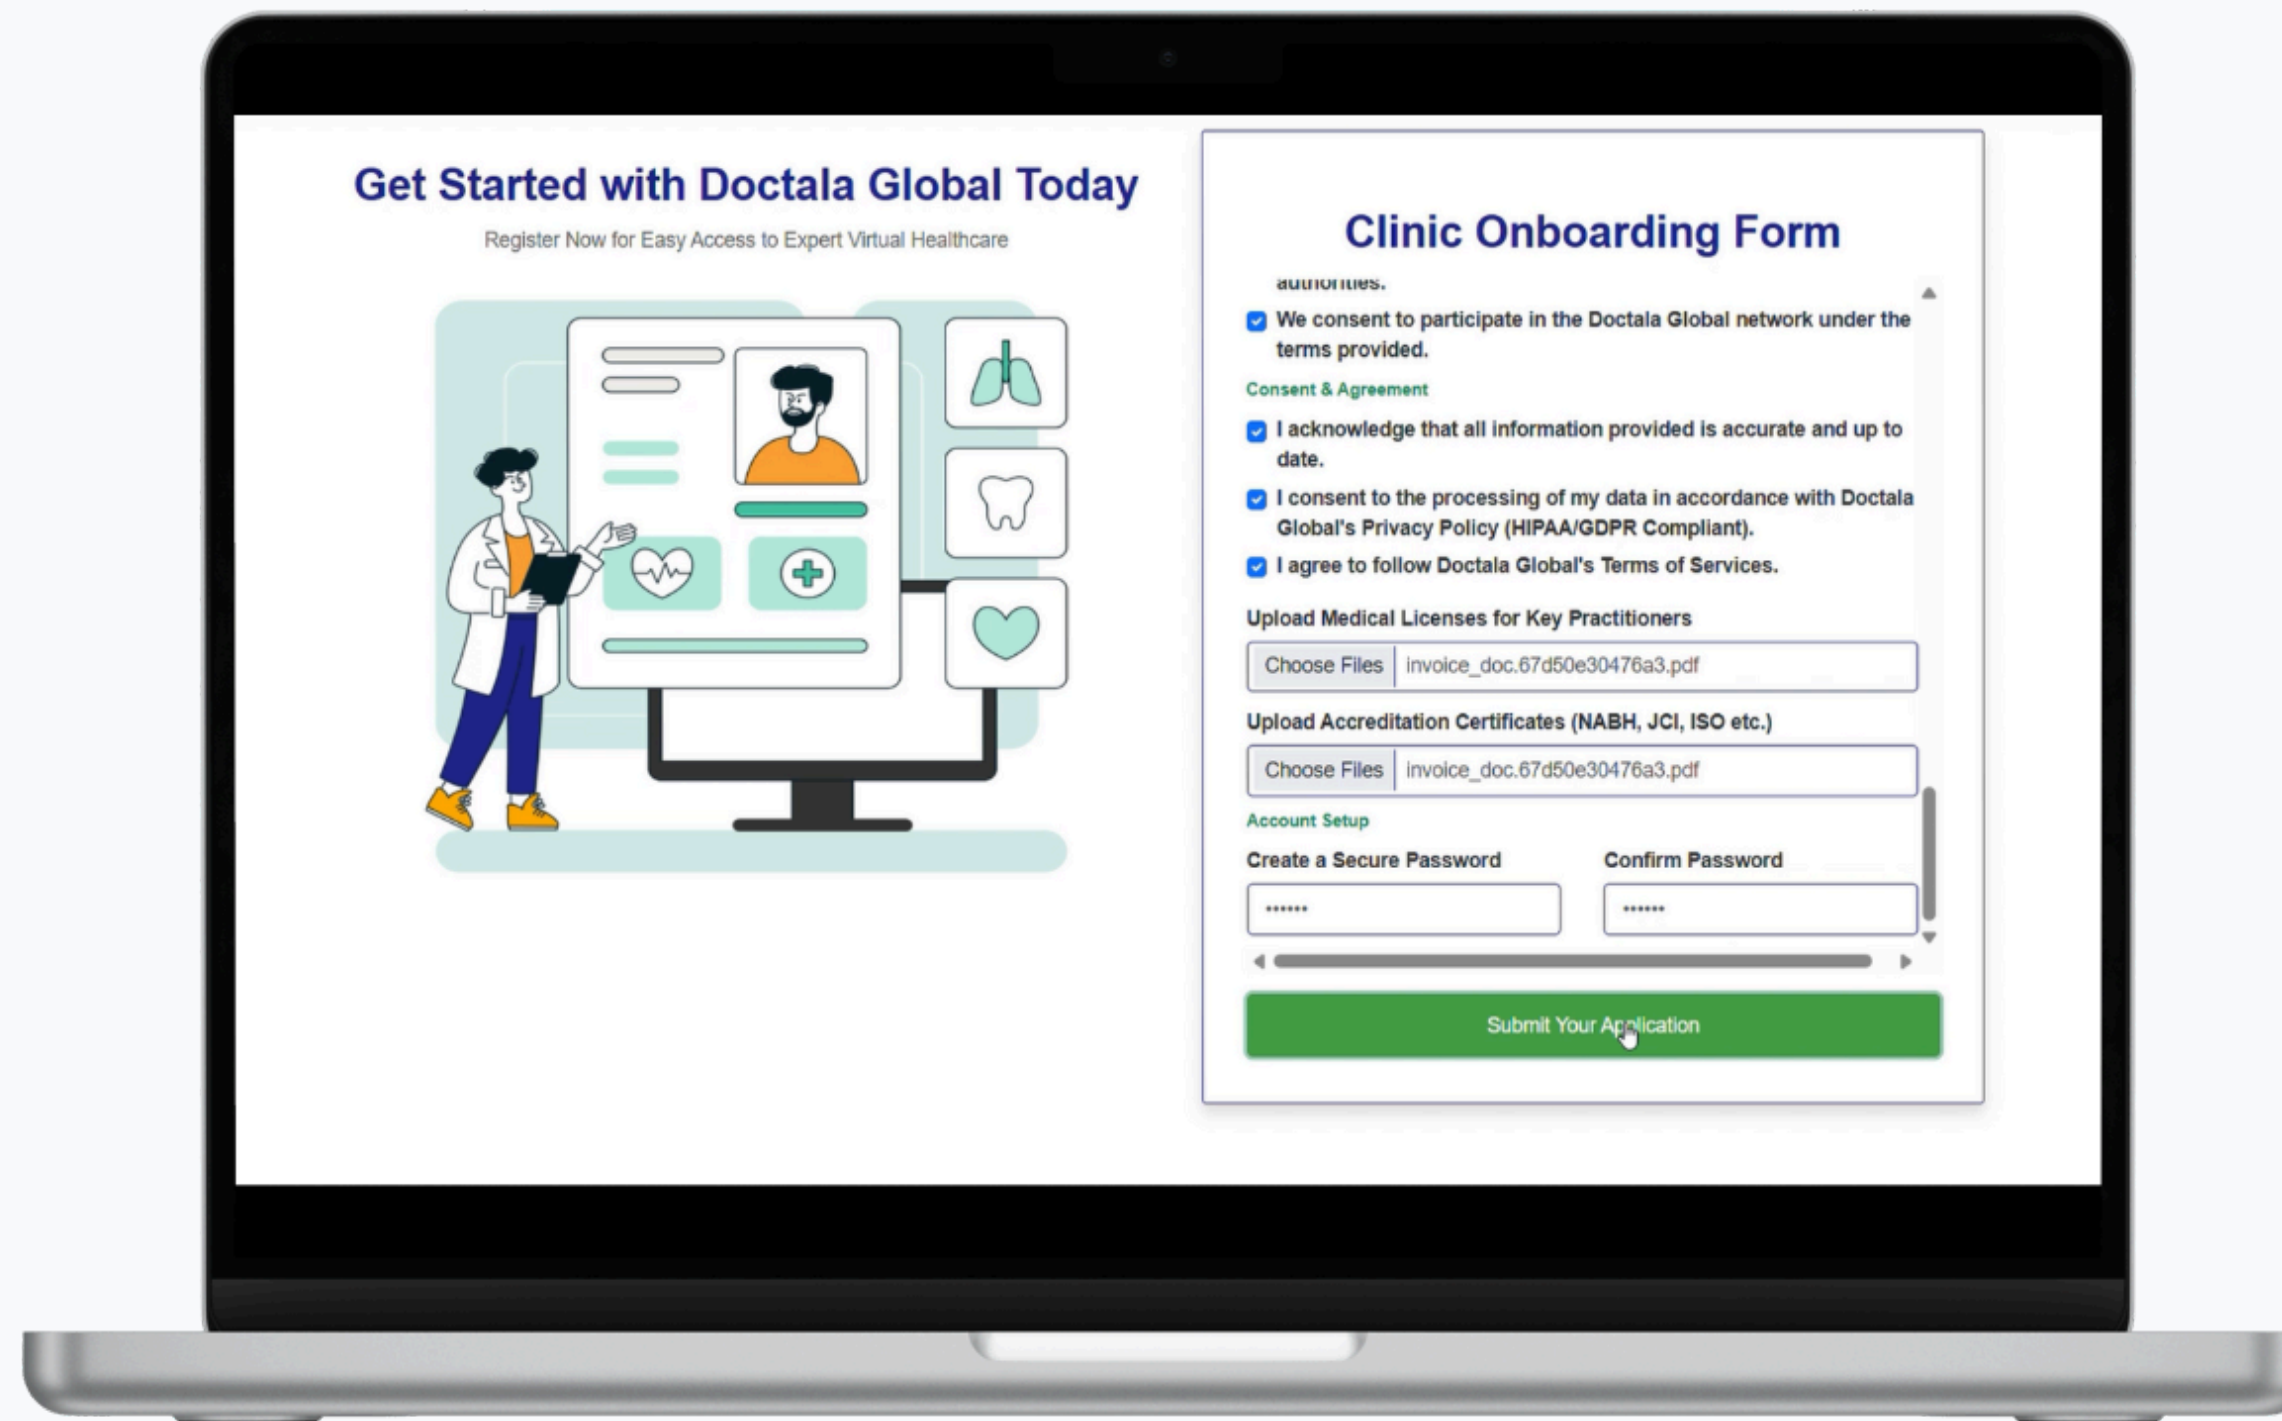 Get Started with Doctala Global Today
Register Now for Easy Access to Expert Virtual Healthcare
Clinic Onboarding Form
authorities.
We consent to participate in the Doctala Global network under the
terms provided.
Consent & Agreement
I acknowledge that all information provided is accurate and up to
date.
I consent to the processing of my data in accordance with Doctala
Global's Privacy Policy (HIPAA/GDPR Compliant).
I agree to follow Doctala Global's Terms of Services.
Upload Medical Licenses for Key Practitioners
Choose Files invoice_doc.67d50e30476a3.pdf
Upload Accreditation Certificates (NABH, JCI, ISO etc.)
Choose Files invoice_doc.67d50e30476a3.pdf
Account Setup
Create a Secure Password Confirm Password
•••••• ••••••
Submit Your Application